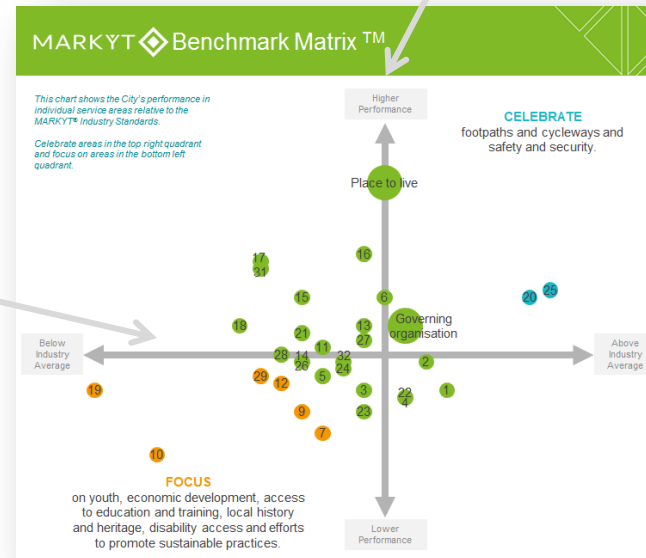 MARKYT Benchmark Matrix ™
This chart shows the City's performance in
individual service areas relative to the
MARKYT® Industry Standards.
Celebrate areas in the top right quadrant
and focus on areas in the bottom left
quadrant.
Higher
Performance
CELEBRATE
footpaths and cycleways and
safety and security.
Place to live
16
17
31
15
6
20
25
18
13
Governing
organisation
21
27
11
Below
Industry
Average
Above
Industry
Average
28
14
32
2
26
24
29
12
5
19
3
1
22
4
9
23
7
10
FOCUS
on youth, economic development, access
to education and training, local history
and heritage, disability access and efforts
to promote sustainable practices.
Lower
Performance